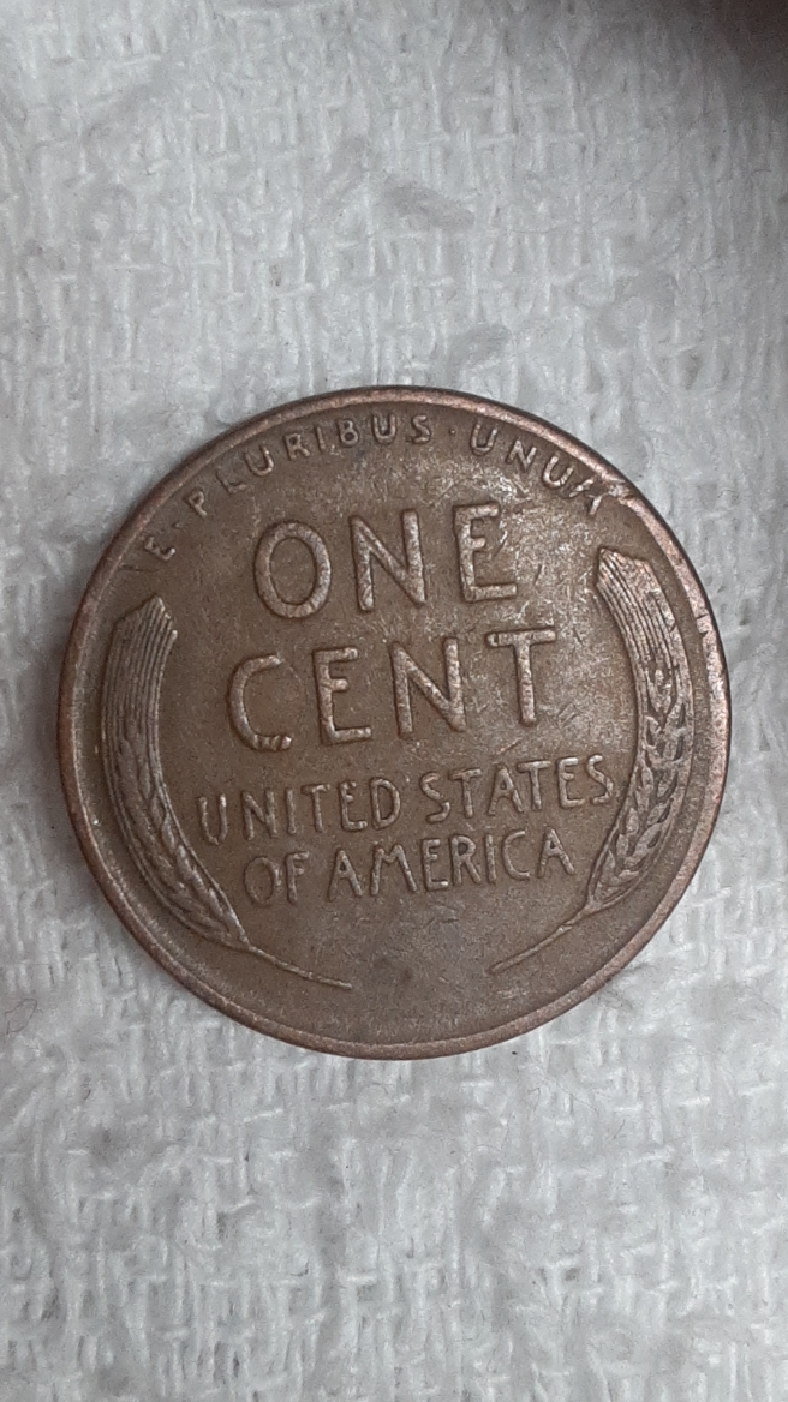 E · PLURIBUS · UNUM
ONE
CENT
UNITED STATES
OF AMERICA